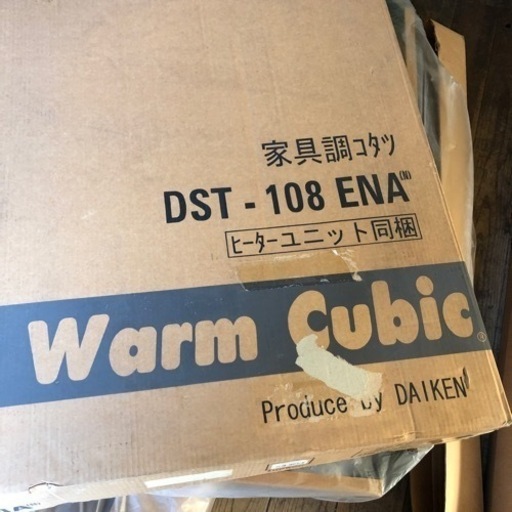 家具調コタツ
DST - 108 ENA(N)
ヒーターユニット同梱
Warm Cubic®
Produce by DAIKEN